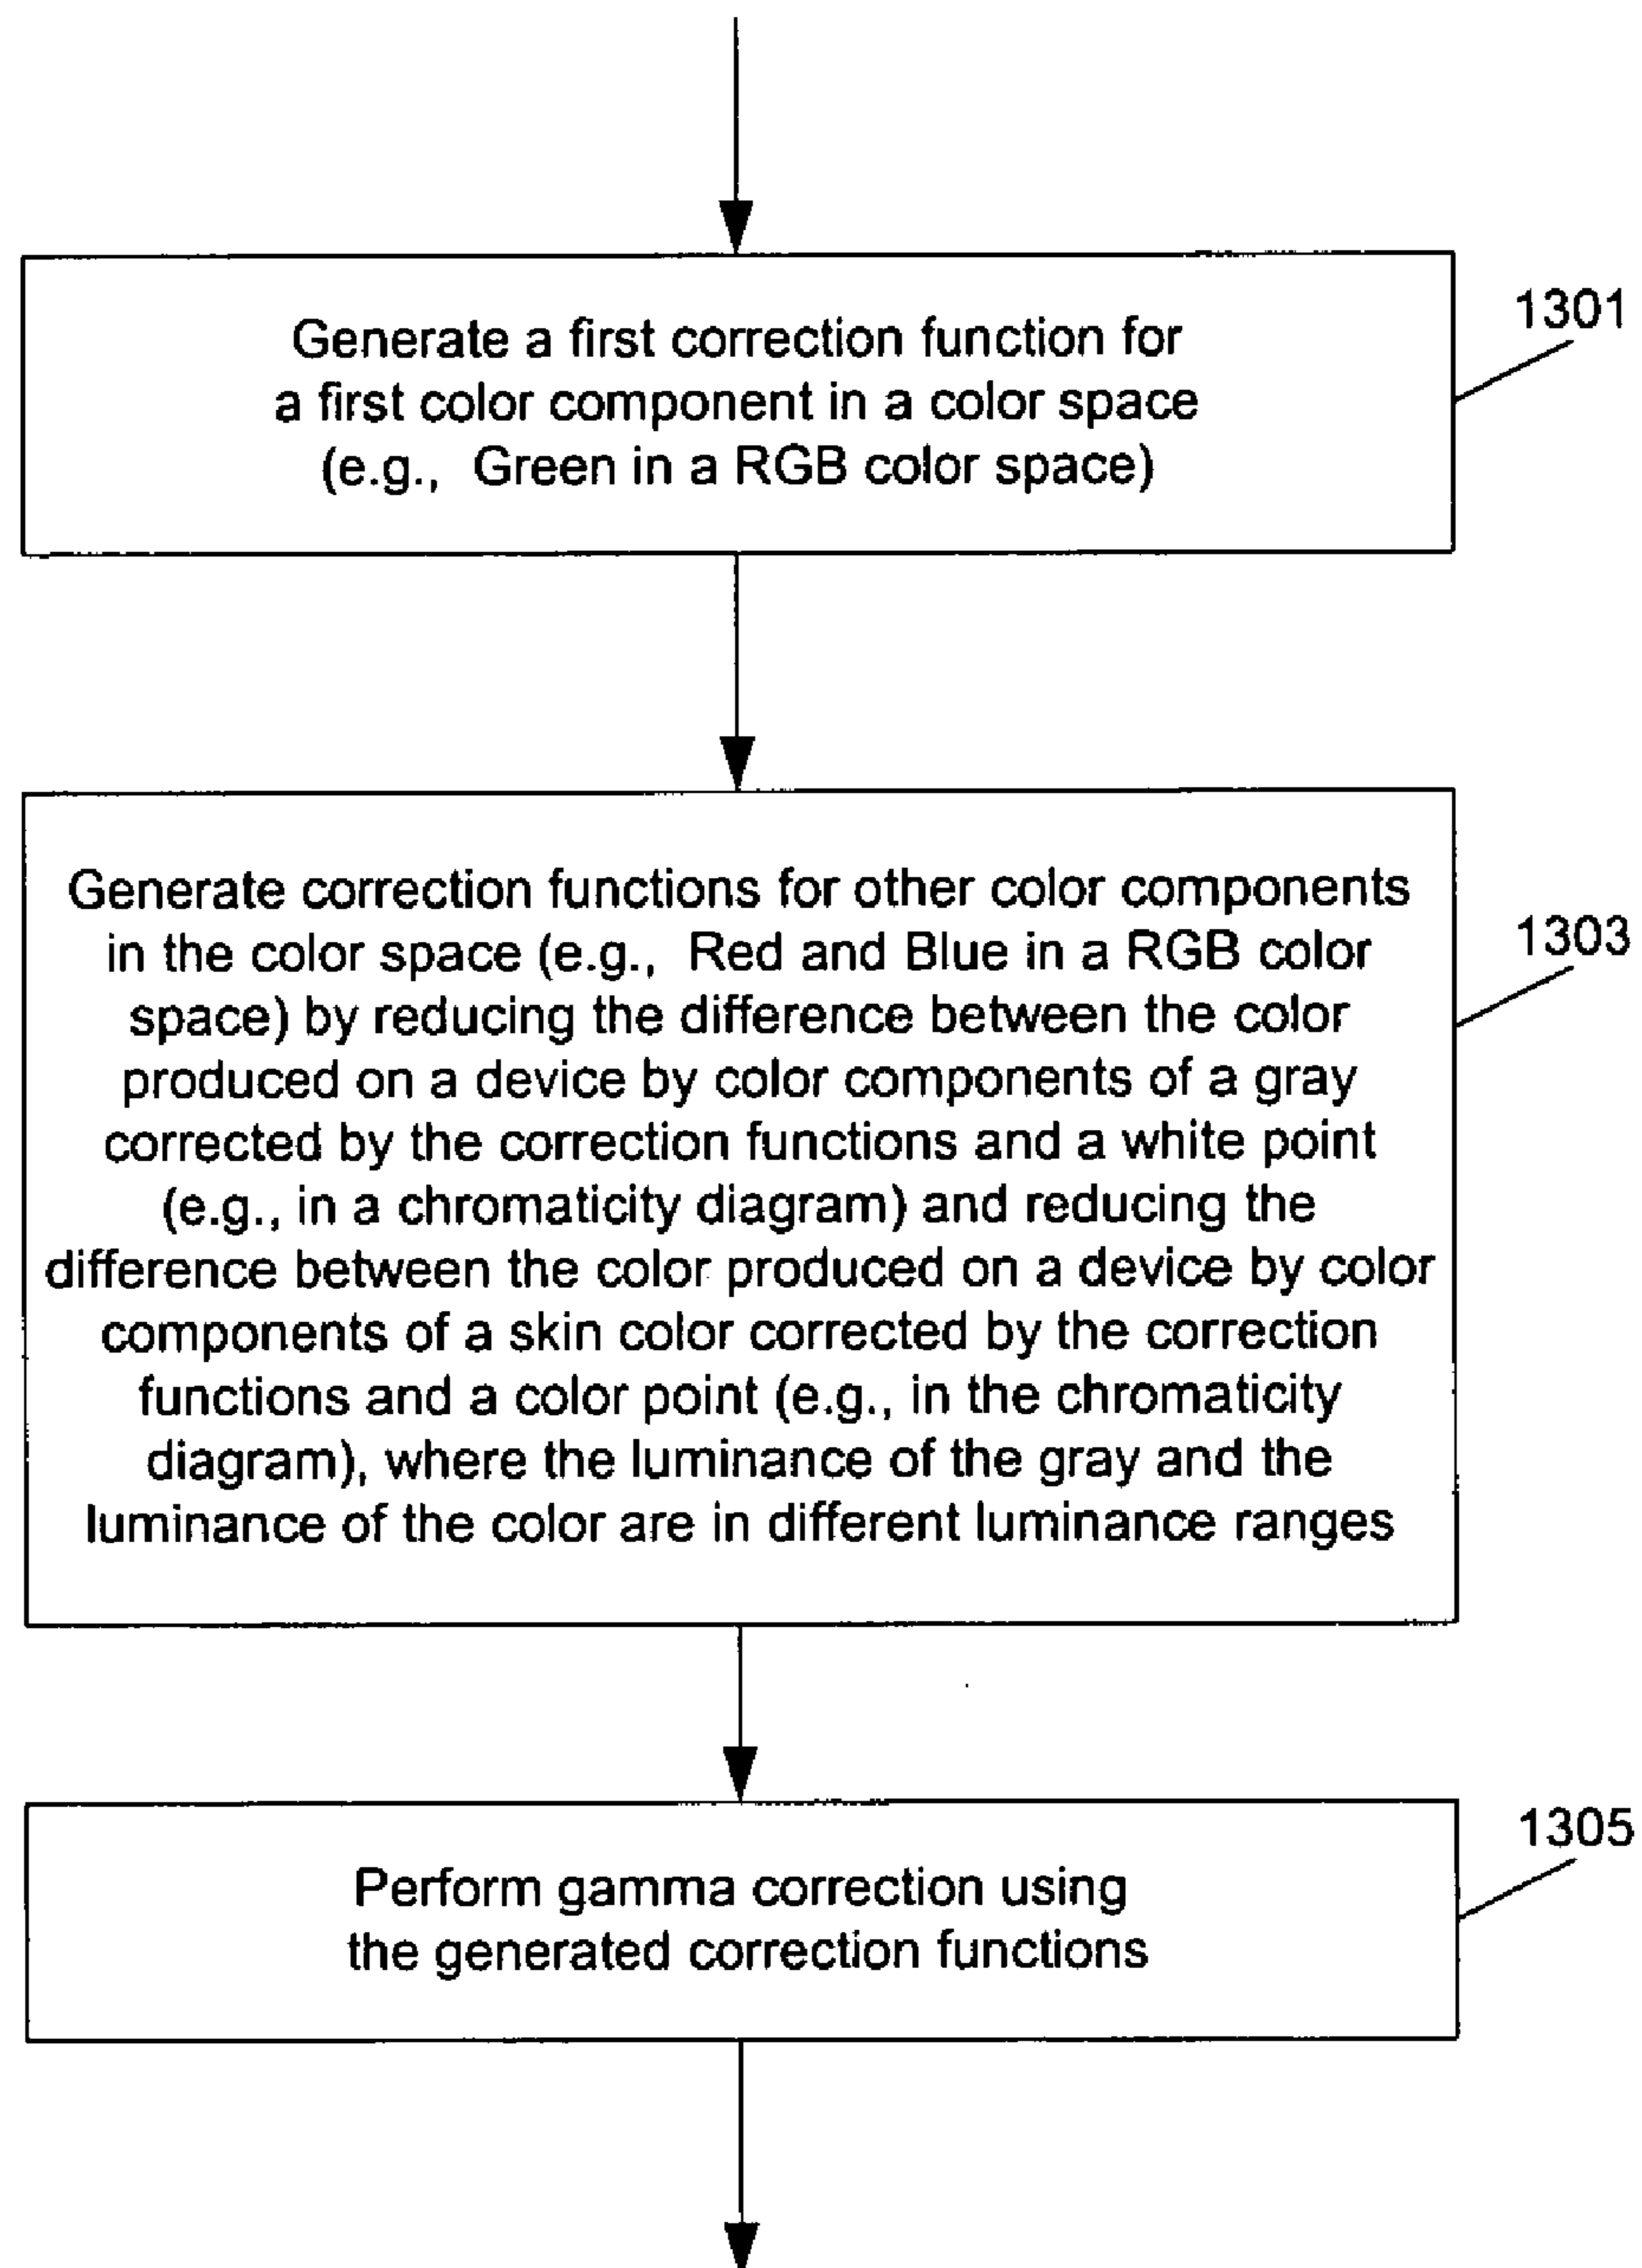 Generate a first correction function for
a first color component in a color space
(e.g., Green in a RGB color space)
1301
Generate correction functions for other color components
in the color space (e.g., Red and Blue in a RGB color
space) by reducing the difference between the color
produced on a device by color components of a gray
corrected by the correction functions and a white point
(e.g., in a chromaticity diagram) and reducing the
difference between the color produced on a device by color
components of a skin color corrected by the correction
functions and a color point (e.g., in the chromaticity
diagram), where the luminance of the gray and the
luminance of the color are in different luminance ranges
1303
Perform gamma correction using
the generated correction functions
1305